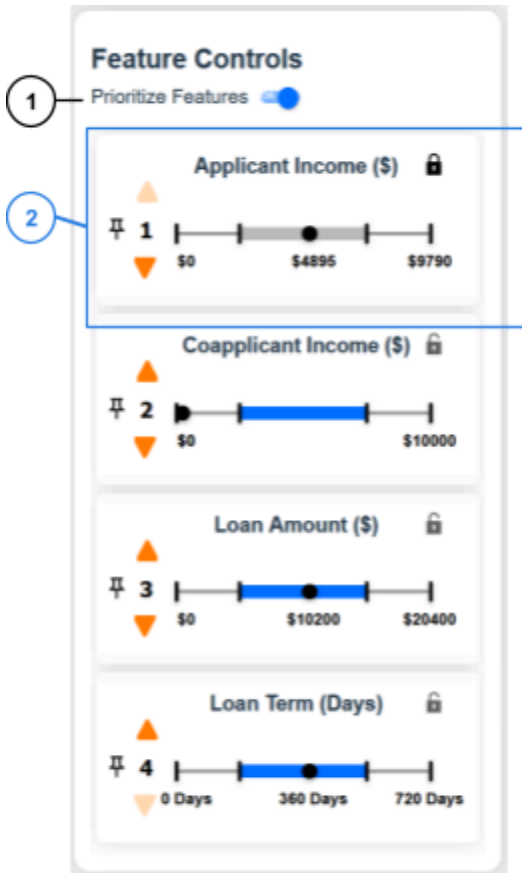 Feature Controls
1
Prioritize Features
2
Applicant Income ($)
1
$0 $4895 $9790
Coapplicant Income ($)
2
$0 $10000
Loan Amount ($)
3
$0 $10200 $20400
Loan Term (Days)
4
0 Days 360 Days 720 Days